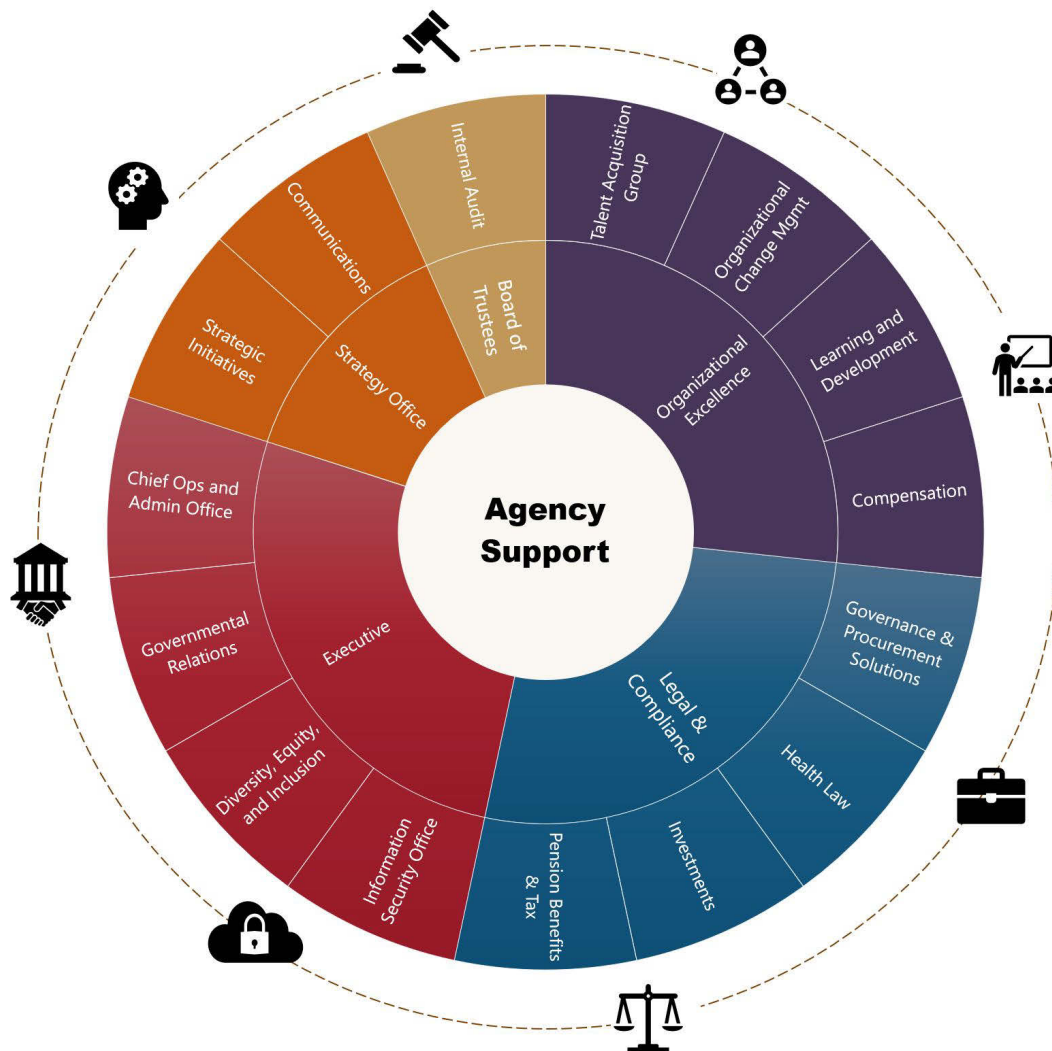 Agency
Support
Organizational
Excellence
Talent Acquisition
Group
Organizational
Change Mgmt
Learning and
Development
Compensation
Legal &
Compliance
Governance &
Procurement
Solutions
Health Law
Investments
Pension Benefits
& Tax
Executive
Information
Security Office
Diversity, Equity,
and Inclusion
Governmental
Relations
Chief Ops and
Admin Office
Strategy Office
Strategic
Initiatives
Communications
Board of
Trustees
Internal Audit